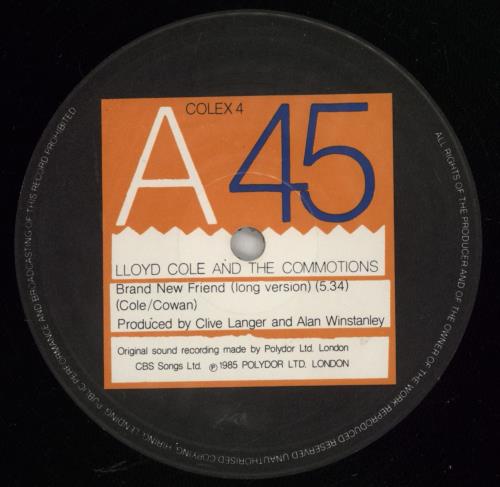 COLEX 4
A 45
LLOYD COLE AND THE COMMOTIONS
Brand New Friend (long version) (5.34)
(Cole/Cowan)
Produced by Clive Langer and Alan Winstanley
Original sound recording made by Polydor Ltd. London
CBS Songs Ltd. ℗ 1985 POLYDOR LTD. LONDON
ALL RIGHTS OF THE PRODUCER AND OF THE OWNER OF THE WORK REPRODUCED RESERVED UNAUTHORISED COPYING, HIRING, LENDING, PUBLIC PERFORMANCE AND BROADCASTING OF THIS RECORD PROHIBITED